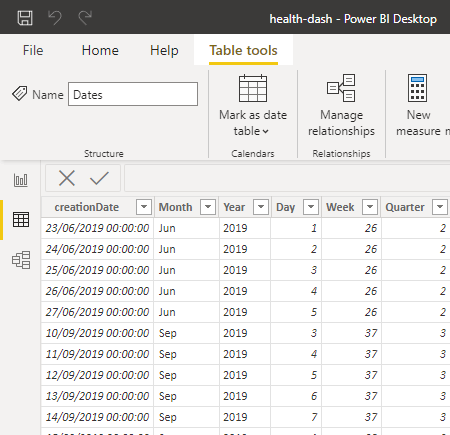 health-dash - Power BI Desktop
File Home Help Table tools
Name Dates
Mark as date table
Manage relationships
New measure
Structure Calendars Relationships
creationDate Month Year Day Week Quarter
23/06/2019 00:00:00 Jun 2019 1 26 2
24/06/2019 00:00:00 Jun 2019 2 26 2
25/06/2019 00:00:00 Jun 2019 3 26 2
26/06/2019 00:00:00 Jun 2019 4 26 2
27/06/2019 00:00:00 Jun 2019 5 26 2
10/09/2019 00:00:00 Sep 2019 3 37 3
11/09/2019 00:00:00 Sep 2019 4 37 3
12/09/2019 00:00:00 Sep 2019 5 37 3
13/09/2019 00:00:00 Sep 2019 6 37 3
14/09/2019 00:00:00 Sep 2019 7 37 3